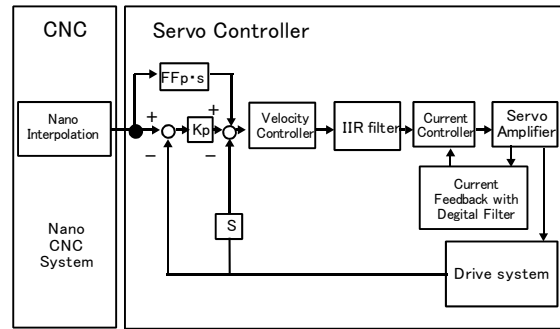 CNC
Servo Controller
FFp・s
Nano
Interpolation
+
−
Kp
+
−
Velocity
Controller
IIR filter
Current
Controller
Servo
Amplifier
Current
Feedback with
Degital Filter
S
Nano
CNC
System
Drive system